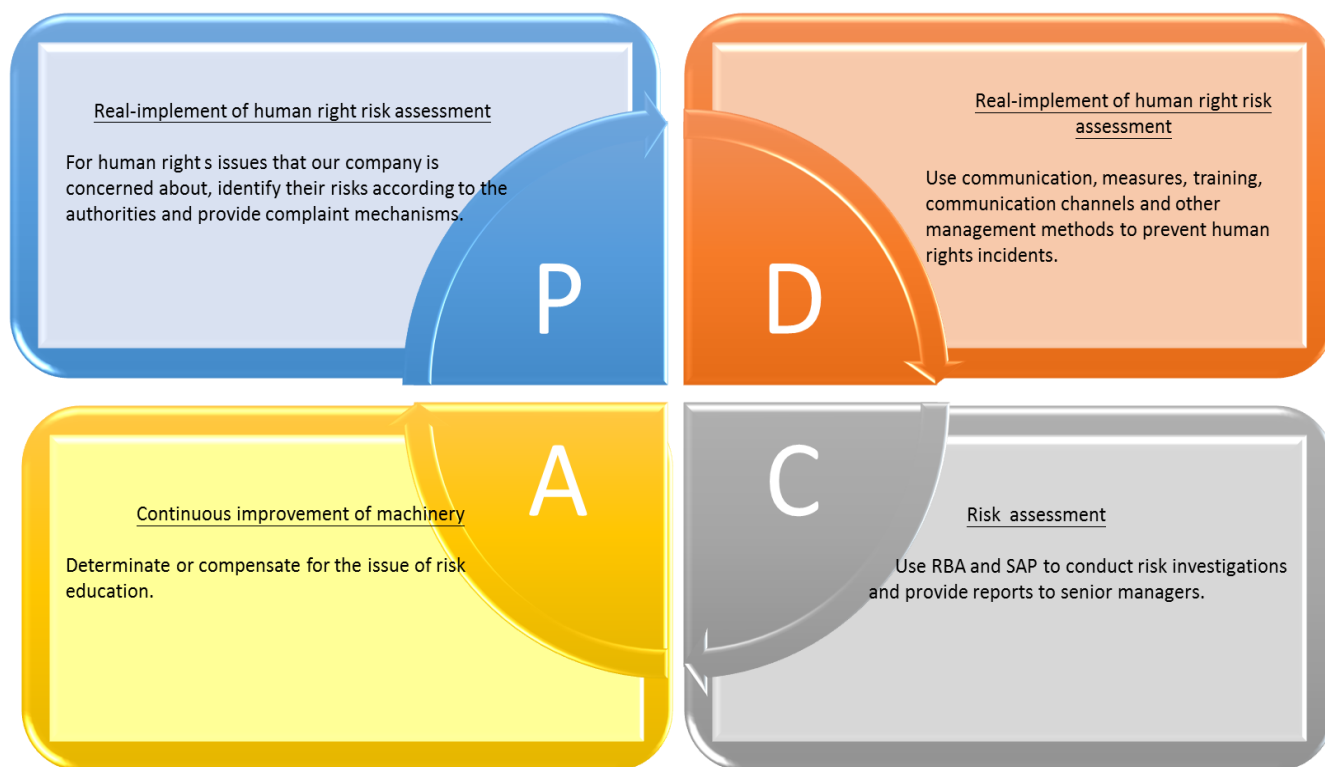 Real-implement of human right risk assessment
For human right s issues that our company is
concerned about, identify their risks according to the
authorities and provide complaint mechanisms.
P
Real-implement of human right risk
assessment
Use communication, measures, training,
communication channels and other
management methods to prevent human
rights incidents.
D
Continuous improvement of machinery
Determinate or compensate for the issue of risk
education.
A
Risk assessment
Use RBA and SAP to conduct risk investigations
and provide reports to senior managers.
C